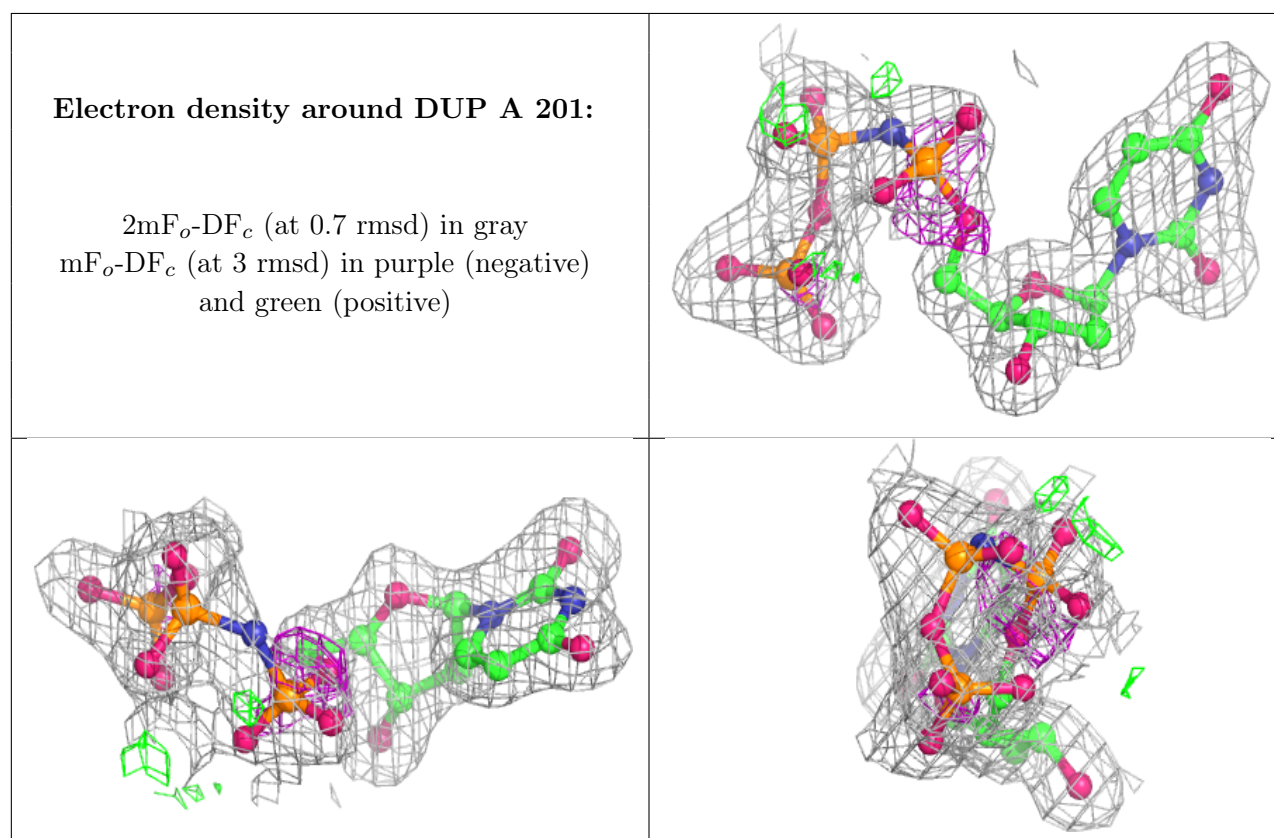 Electron density around DUP A 201:
2mFo-DFc (at 0.7 rmsd) in gray
mFo-DFc (at 3 rmsd) in purple (negative)
and green (positive)